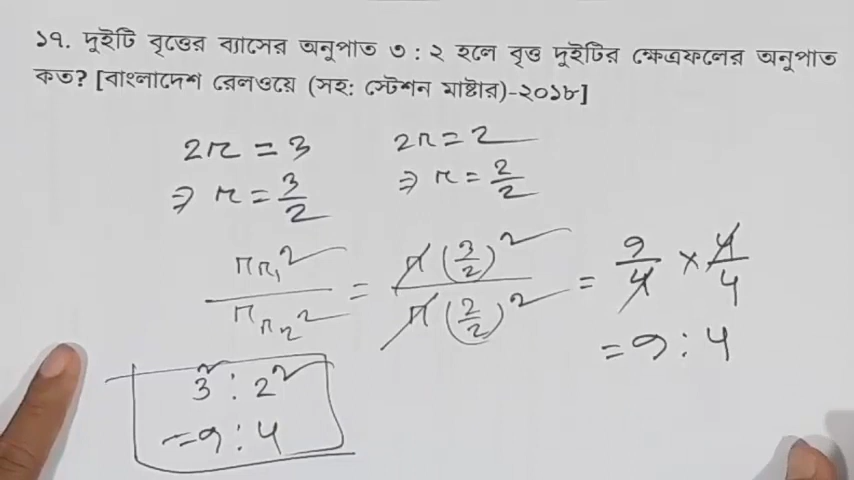 ১৭. দুইটি বৃত্তের ব্যাসের অনুপাত ৩ : ২ হলে বৃত্ত দুইটির ক্ষেত্রফলের অনুপাত
কত? [বাংলাদেশ রেলওয়ে (সহ: স্টেশন মাষ্টার)-২০১৮]
2r = 3 2r = 2
⇒ r = 3/2 ⇒ r = 2/2
πr₁²/πr₂² = π(3/2)²/π(2/2)² = 9/4 × 4/4
= 9 : 4
3² : 2²
= 9 : 4